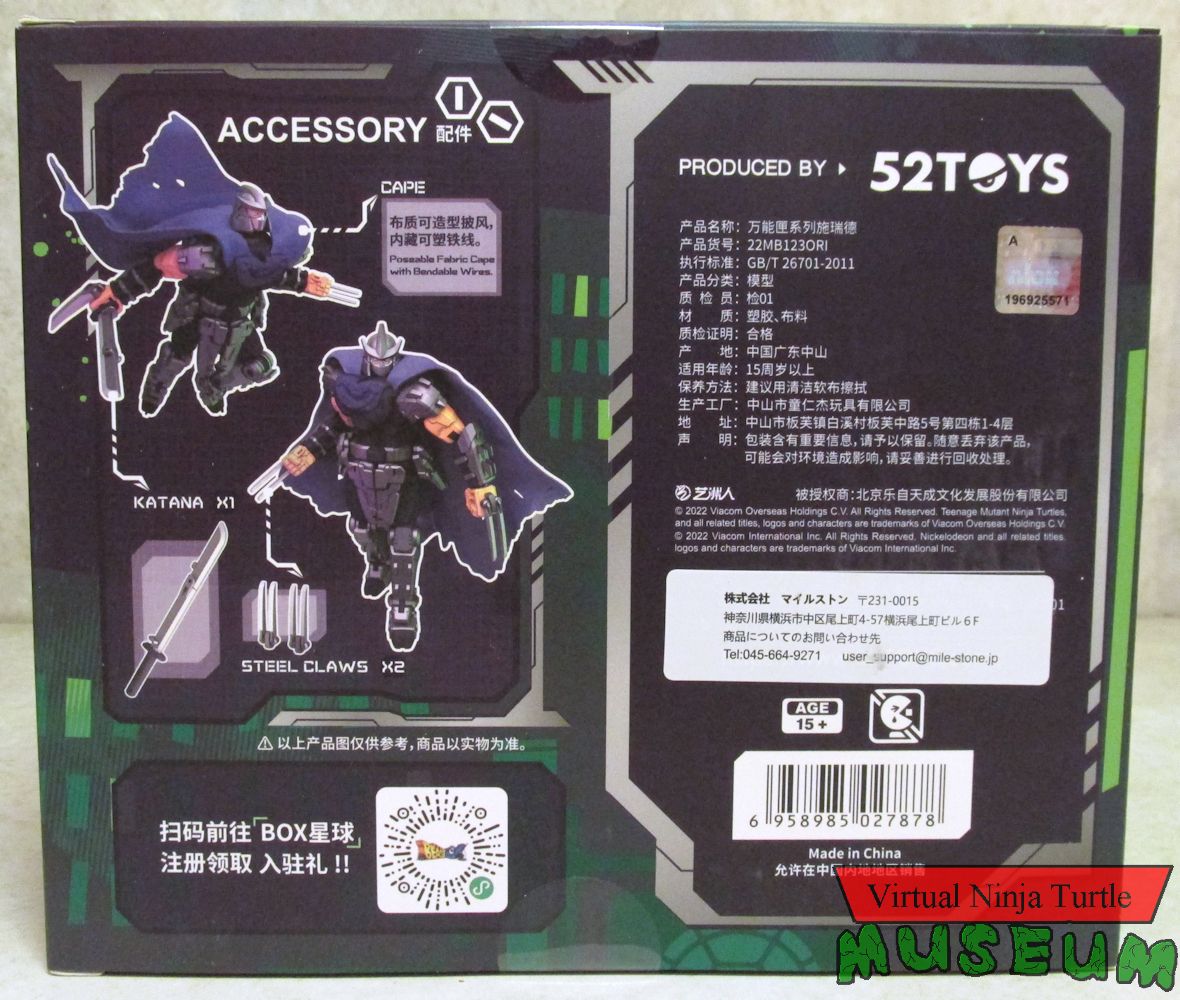 ACCESSORY 配件
CAPE
布质可造型披风,
内藏可塑铁线。
Poseable Fabric Cape
with Bendable Wires.
KATANA X1
STEEL CLAWS X2
⚠以上产品图仅供参考,商品以实物为准。
扫码前往「BOX星球」
注册领取 入驻礼 !!
PRODUCED BY 52TOYS
产品名称: 万能匣系列施瑞德
产品货号: 22MB123ORI
执行标准: GB/T 26701-2011
产品分类: 模型
质 检 员: 检01
材 质: 塑胶、布料
质检证明: 合格
产 地: 中国广东中山
适用年龄: 15周岁以上
保养方法: 建议用清洁软布擦拭
生产工厂: 中山市童仁杰玩具有限公司
地 址: 中山市板芙镇白溪村板芙中路5号第四栋1-4层
声 明: 包装含有重要信息,请予以保留。随意丢弃该产品,
可能会对环境造成影响,请妥善进行回收处理。
A
196925571
艺洲人 被授权商:北京乐自天成文化发展股份有限公司
© 2022 Viacom Overseas Holdings C.V. All Rights Reserved. Teenage Mutant Ninja Turtles,
and all related titles, logos and characters are trademarks of Viacom Overseas Holdings C.V.
© 2022 Viacom International Inc. All Rights Reserved. Nickelodeon and all related titles,
logos and characters are trademarks of Viacom International Inc.
株式会社 マイルストン 〒231-0015
神奈川県横浜市中区尾上町4-57横浜尾上町ビル6F
商品についてのお問い合わせ先
Tel:045-664-9271 user_support@mile-stone.jp
01
AGE
15+
6 958985 027878
Made in China
允许在中国内地地区销售
Virtual Ninja Turtle
MUSEUM